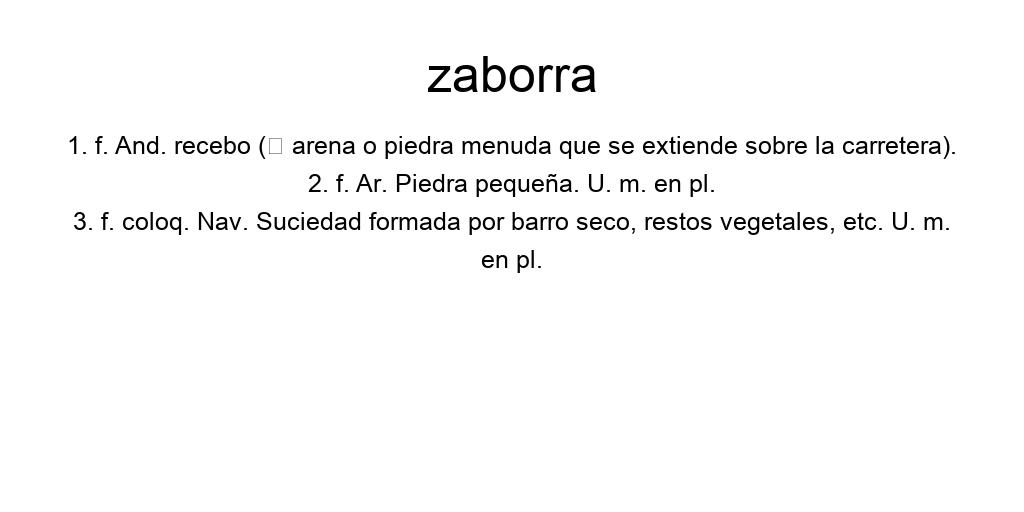 zaborra
1. f. And. recebo (□ arena o piedra menuda que se extiende sobre la carretera).
2. f. Ar. Piedra pequeña. U. m. en pl.
3. f. coloq. Nav. Suciedad formada por barro seco, restos vegetales, etc. U. m.
en pl.